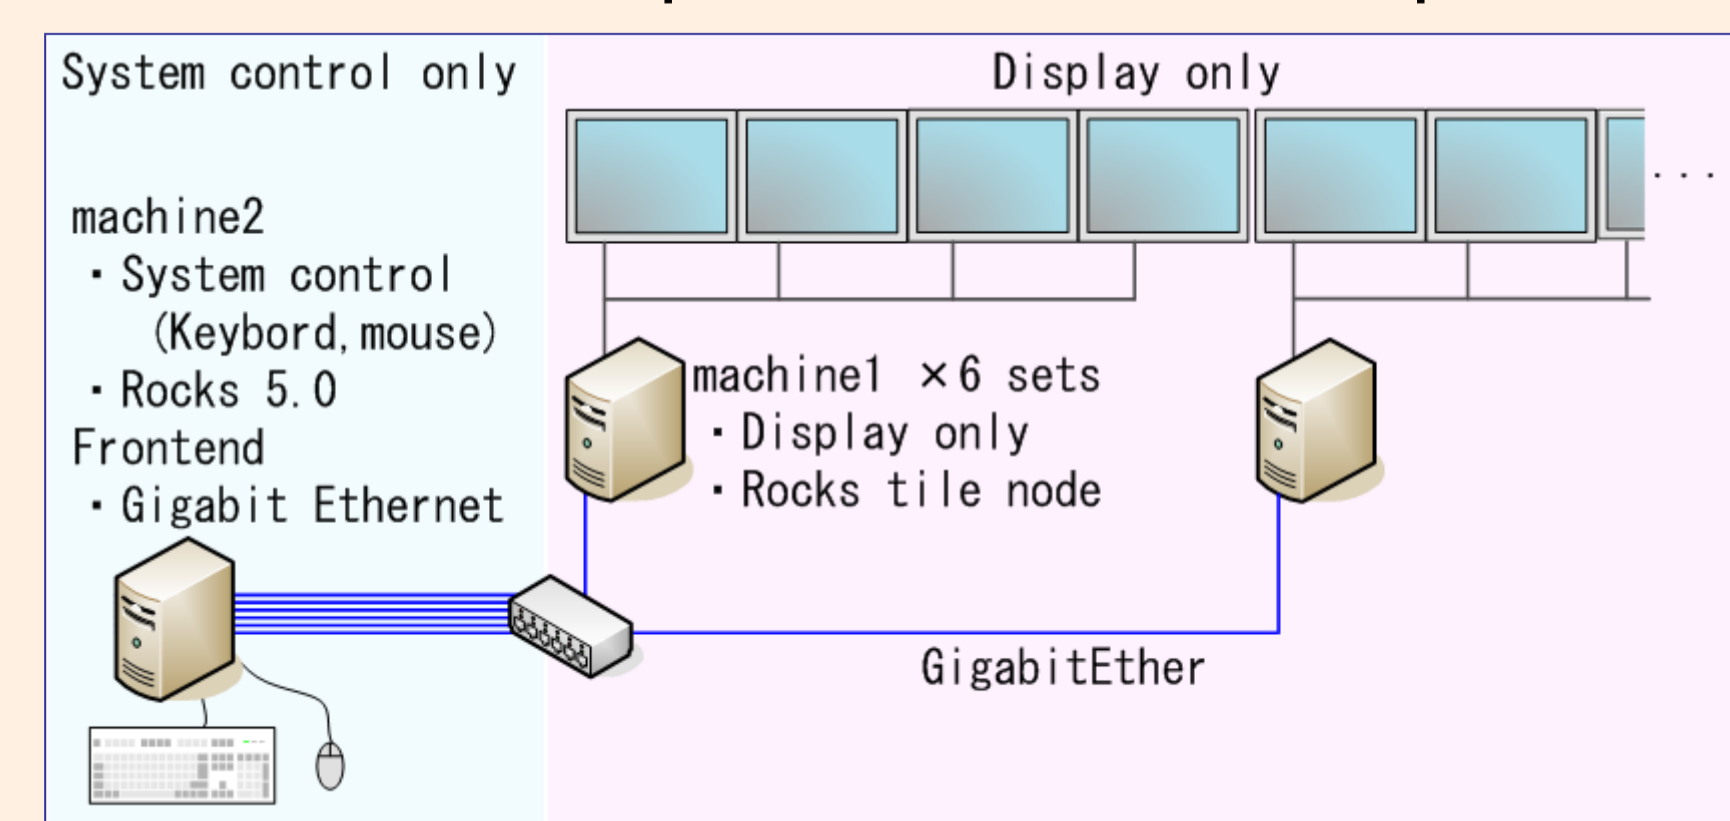 System control only
machine2
・System control
(Keybord,mouse)
・Rocks 5.0
Frontend
・Gigabit Ethernet
Display only
...
machine1 ×6 sets
・Display only
・Rocks tile node
GigabitEther